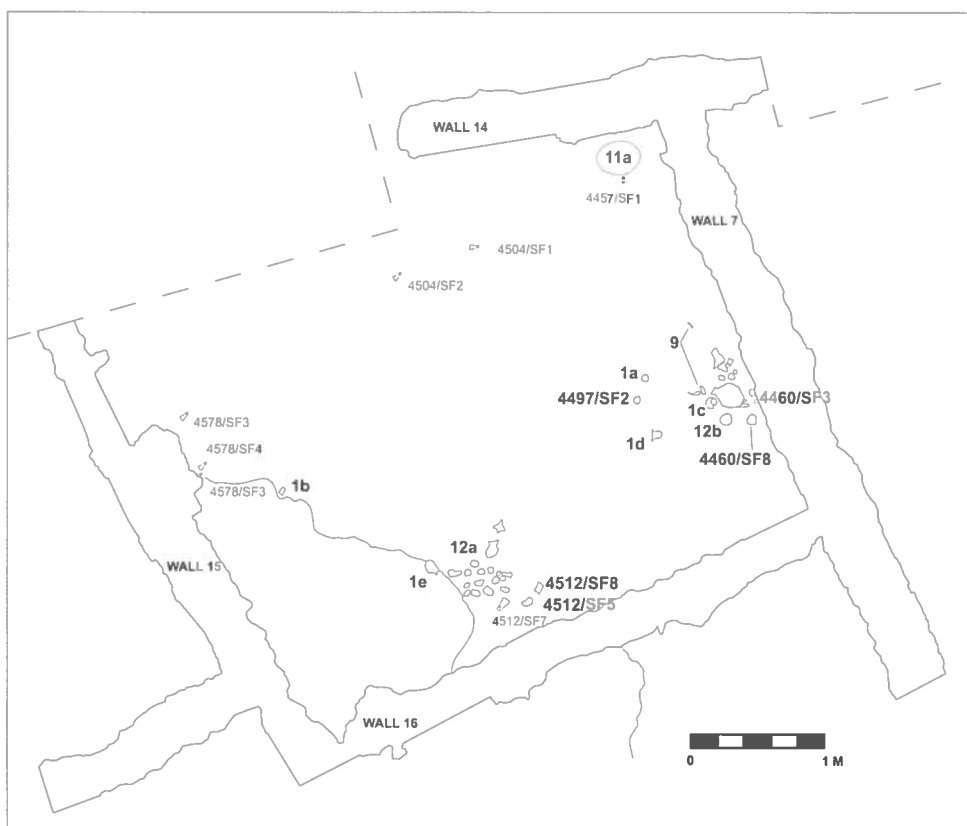 WALL 14
11a
4457/SF1
WALL 7
4504/SF1
4504/SF2
9
1a
4497/SF2
1c
4460/SF3
12b
1d
4460/SF8
4578/SF3
4578/SF4
4578/SF3
1b
12a
WALL 15
1e
4512/SF8
4512/SF5
4512/SF7
WALL 16
0
1 M